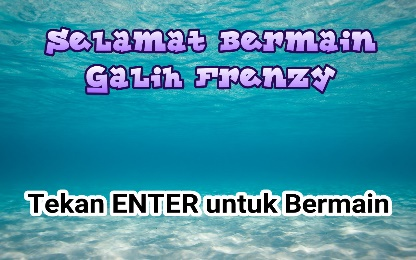 Selamat Bermain
Galih Frenzy
Tekan ENTER untuk Bermain